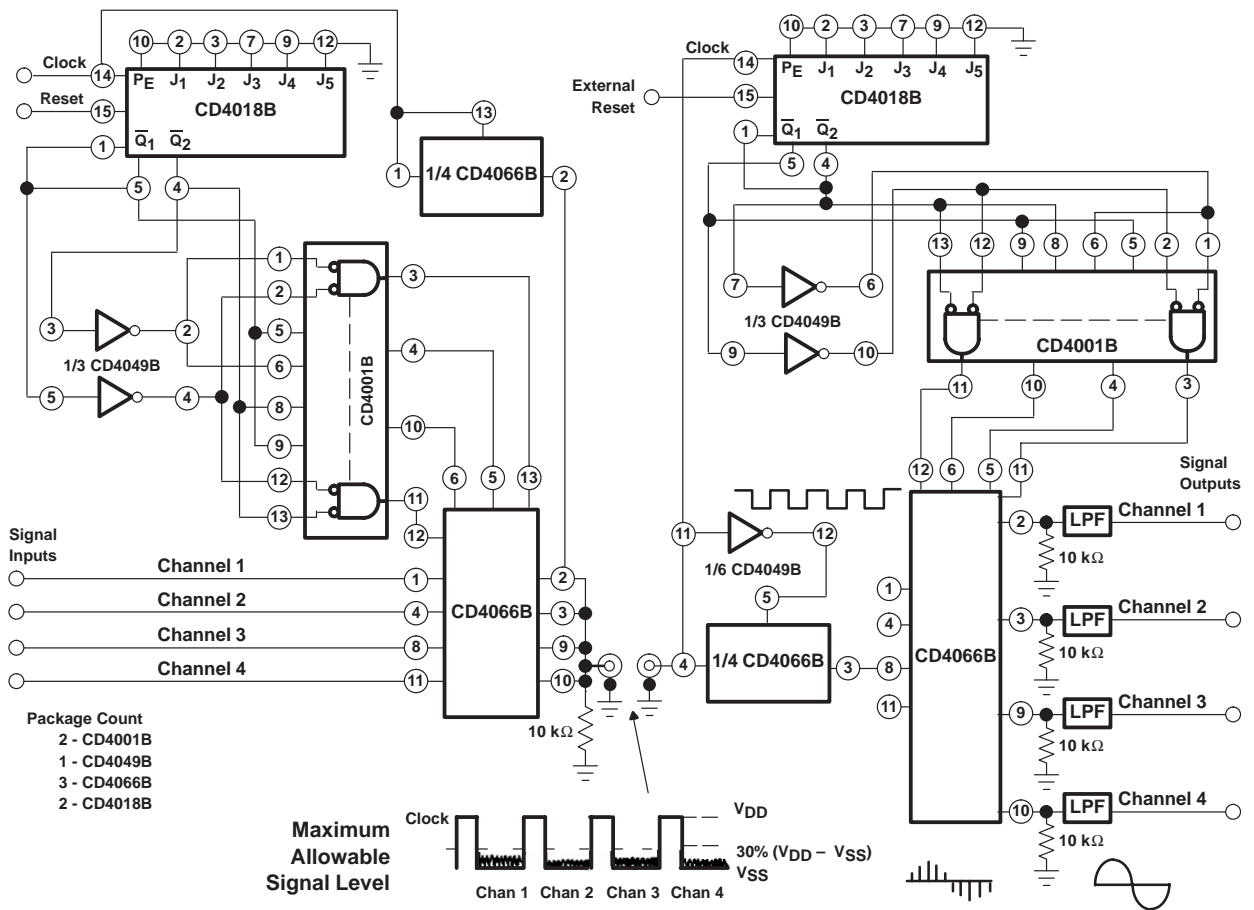 10 2 3 7 9 12
Clock 14 PE J1 J2 J3 J4 J5
Reset 15 CD4018B
1 Q̅1 Q̅2
5 4
13
1 1/4 CD4066B 2
1 3
2
3 2 5
1/3 CD4049B
4
6
5 4 8
CD4001B
10
9
12 6 5 13
11
13
12
Signal
Inputs
Channel 1 1 2
Channel 2 4 CD4066B 3
Channel 3 8 9
Channel 4 11 10
10 kΩ
Package Count
2 - CD4001B
1 - CD4049B
3 - CD4066B
2 - CD4018B
Maximum
Allowable
Signal Level
Clock
VDD
30% (VDD – VSS)
VSS
Chan 1 Chan 2 Chan 3 Chan 4
10 2 3 7 9 12
Clock 14 PE J1 J2 J3 J4 J5
External
Reset 15 CD4018B
1 Q̅1 Q̅2
5 4
13 12 9 8 6 5 2 1
7 6
1/3 CD4049B
9 10
CD4001B
11 10 4 3
12 6 5 11
Signal
Outputs
11 12
1/6 CD4049B
5
4 1/4 CD4066B 3 8
1
4
CD4066B
11
2 LPF Channel 1
10 kΩ
3 LPF Channel 2
10 kΩ
9 LPF Channel 3
10 kΩ
10 LPF Channel 4
10 kΩ